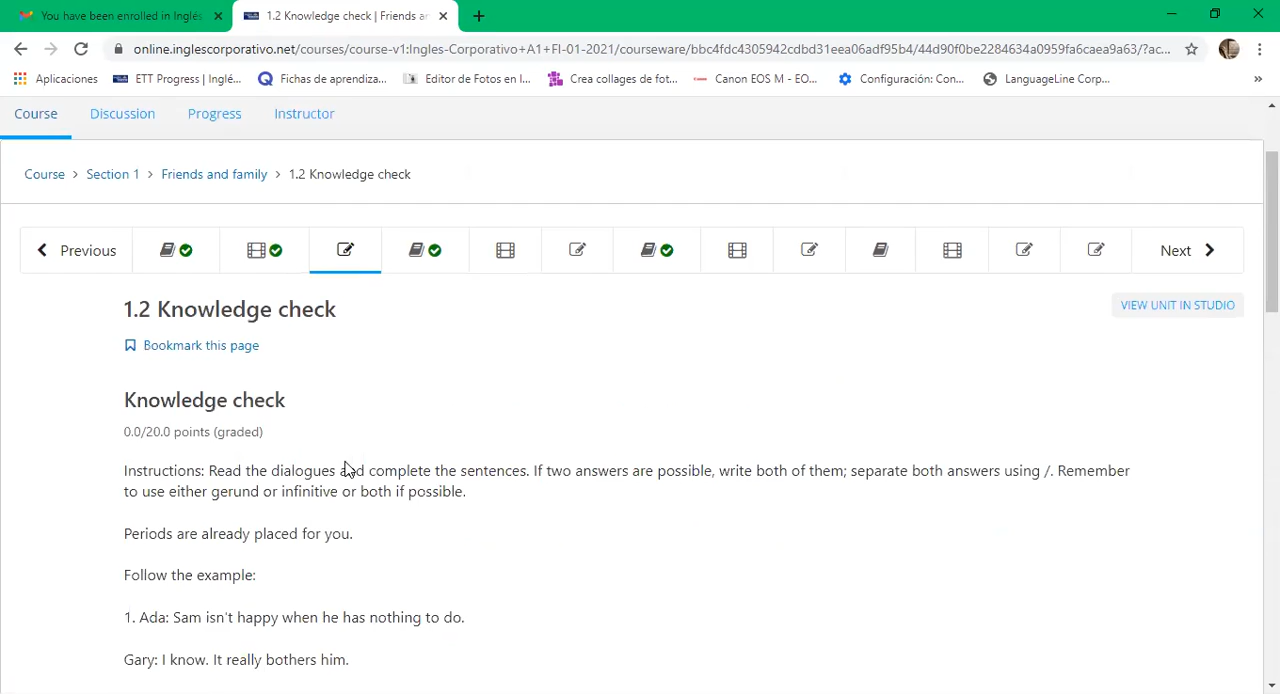 You have been enrolled in Inglés
1.2 Knowledge check | Friends an
online.inglescorporativo.net/courses/course-v1:Ingles-Corporativo+A1+FI-01-2021/courseware/bbc4fdc4305942cdbd31eea06adf95b4/44d90f0be2284634a0959fa6caea9a63/?ac...
Aplicaciones
ETT Progress | Inglé...
Fichas de aprendiza...
Editor de Fotos en l...
Crea collages de fot...
Canon EOS M - EO...
Configuración: Con...
LanguageLine Corp...
»
Course
Discussion
Progress
Instructor
Course > Section 1 > Friends and family > 1.2 Knowledge check
Previous
Next
1.2 Knowledge check
VIEW UNIT IN STUDIO
Bookmark this page
Knowledge check
0.0/20.0 points (graded)
Instructions: Read the dialogues and complete the sentences. If two answers are possible, write both of them; separate both answers using /. Remember
to use either gerund or infinitive or both if possible.
Periods are already placed for you.
Follow the example:
1. Ada: Sam isn't happy when he has nothing to do.
Gary: I know. It really bothers him.